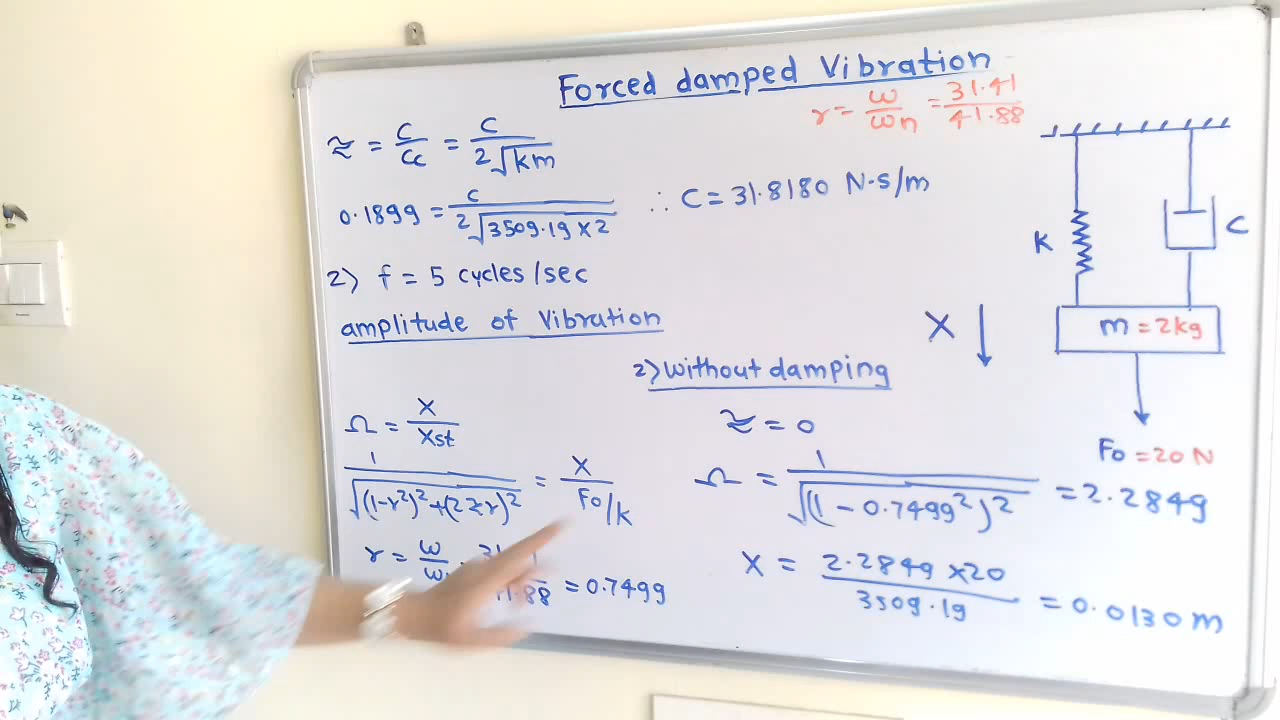 Forced damped Vibration
r = ω/ωn = 31.41/41.88
ξ = C/Cc = C/2√km
0.1899 = C/2√3509.19×2 ∴ C = 31.8180 N·s/m
2) f = 5 cycles/sec
amplitude of Vibration
K
C
X
m = 2kg
Fo = 20 N
Ω = X/Xst
1/√(1-r²)²+(2ξr)² = X/Fo/k
r = ω/ω = 0.7499
2) Without damping
ξ = 0
Ω = 1/√(1 - 0.7499²)² = 2.2849
X = 2.2849 ×20/3509.19 = 0.0130 m